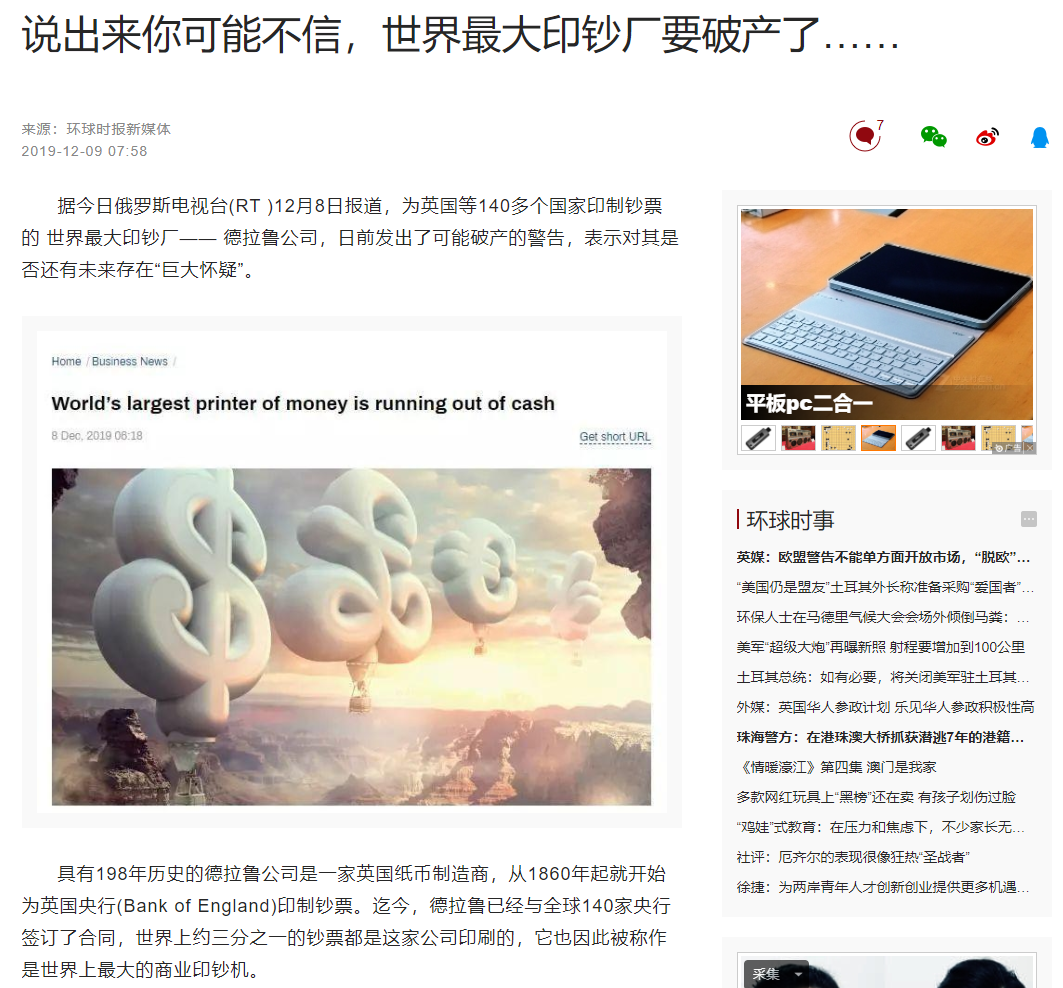 说出来你可能不信，世界最大印钞厂要破产了……
来源：环球时报新媒体
2019-12-09 07:58
7
据今日俄罗斯电视台(RT )12月8日报道，为英国等140多个国家印制钞票
的 世界最大印钞厂—— 德拉鲁公司，日前发出了可能破产的警告，表示对其是
否还有未来存在“巨大怀疑”。
Home / Business News /
World’s largest printer of money is running out of cash
8 Dec, 2019 06:18
Get short URL
具有198年历史的德拉鲁公司是一家英国纸币制造商，从1860年起就开始
为英国央行(Bank of England)印制钞票。迄今，德拉鲁已经与全球140家央行
签订了合同，世界上约三分之一的钞票都是这家公司印刷的，它也因此被称作
是世界上最大的商业印钞机。
平板pc二合一
广告
环球时事
英媒：欧盟警告不能单方面开放市场，“脱欧”...
“美国仍是盟友”土耳其外长称准备采购“爱国者”...
环保人士在马德里气候大会会场外倾倒马粪：...
美军“超级大炮”再曝新照 射程要增加到100公里
土耳其总统：如有必要，将关闭美军驻土耳其...
外媒：英国华人参政计划 乐见华人参政积极性高
珠海警方：在港珠澳大桥抓获潜逃7年的港籍...
《情暖濠江》第四集 澳门是我家
多款网红玩具上“黑榜”还在卖 有孩子划伤过脸
“鸡娃”式教育：在压力和焦虑下，不少家长无...
社评：厄齐尔的表现很像狂热“圣战者”
徐捷：为两岸青年人才创新创业提供更多机遇...
采集